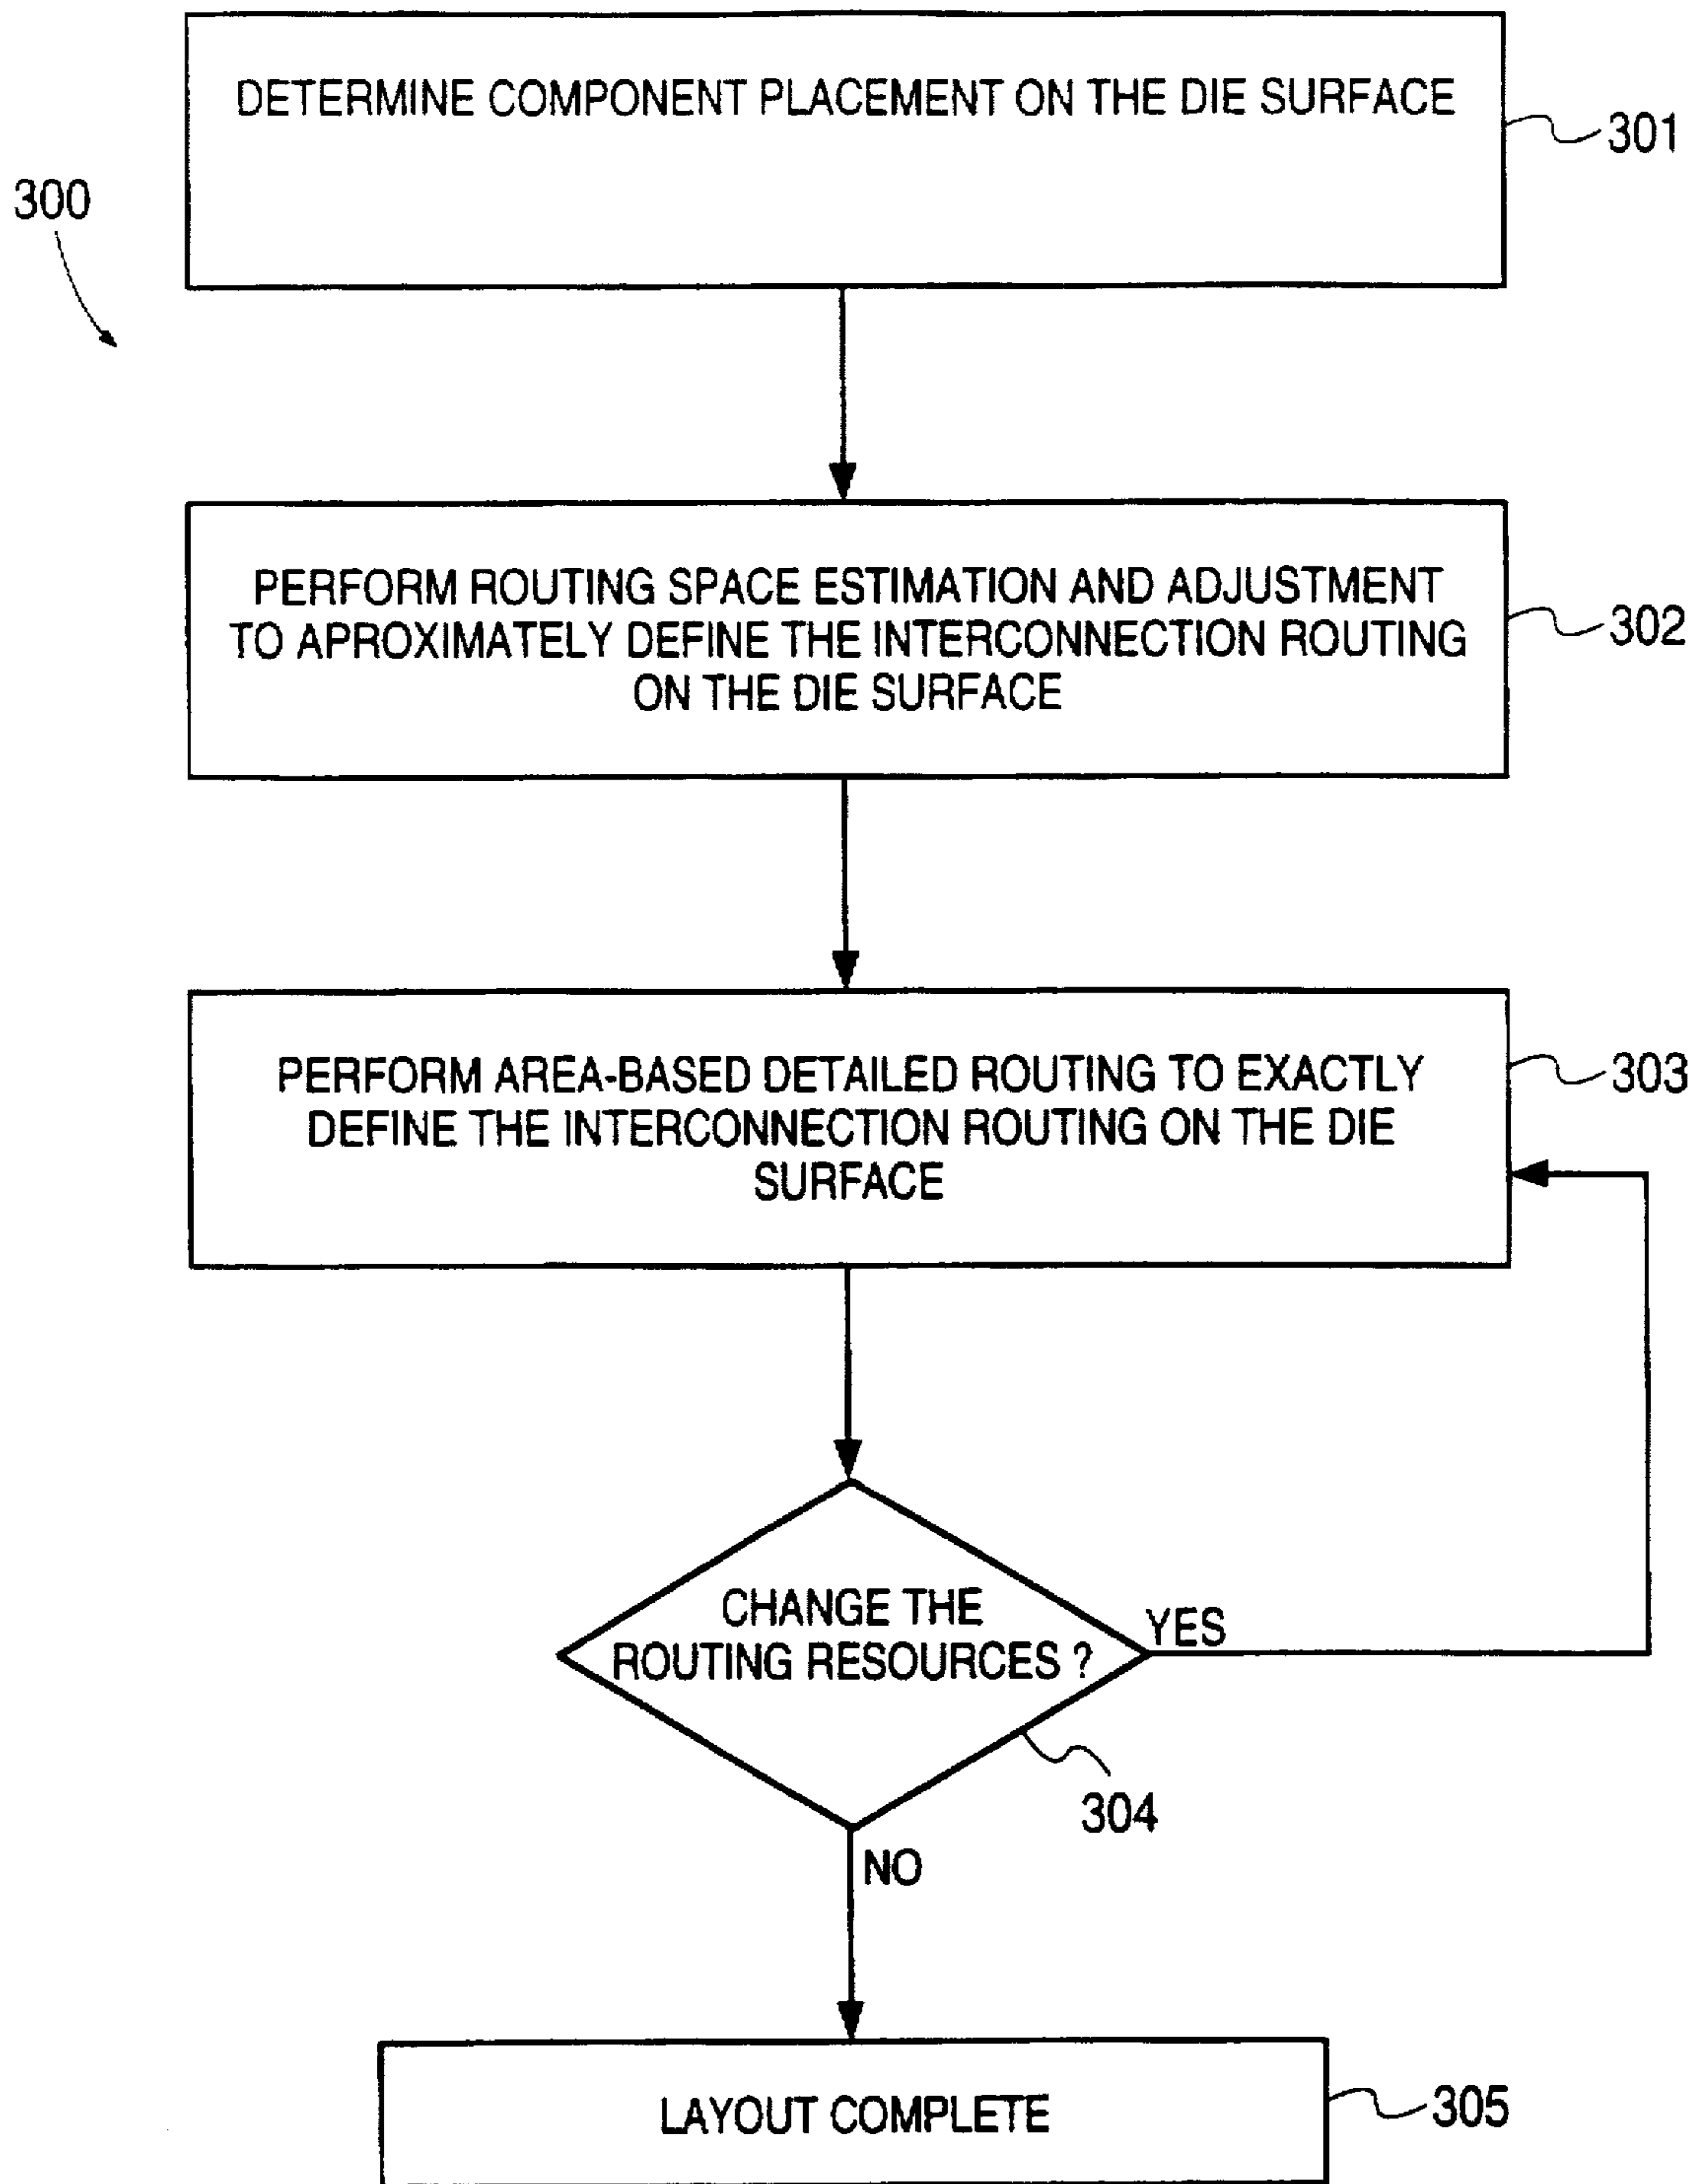 DETERMINE COMPONENT PLACEMENT ON THE DIE SURFACE
301
300
PERFORM ROUTING SPACE ESTIMATION AND ADJUSTMENT
TO APROXIMATELY DEFINE THE INTERCONNECTION ROUTING
ON THE DIE SURFACE
302
PERFORM AREA-BASED DETAILED ROUTING TO EXACTLY
DEFINE THE INTERCONNECTION ROUTING ON THE DIE
SURFACE
303
CHANGE THE
ROUTING RESOURCES ?
YES
304
NO
LAYOUT COMPLETE
305